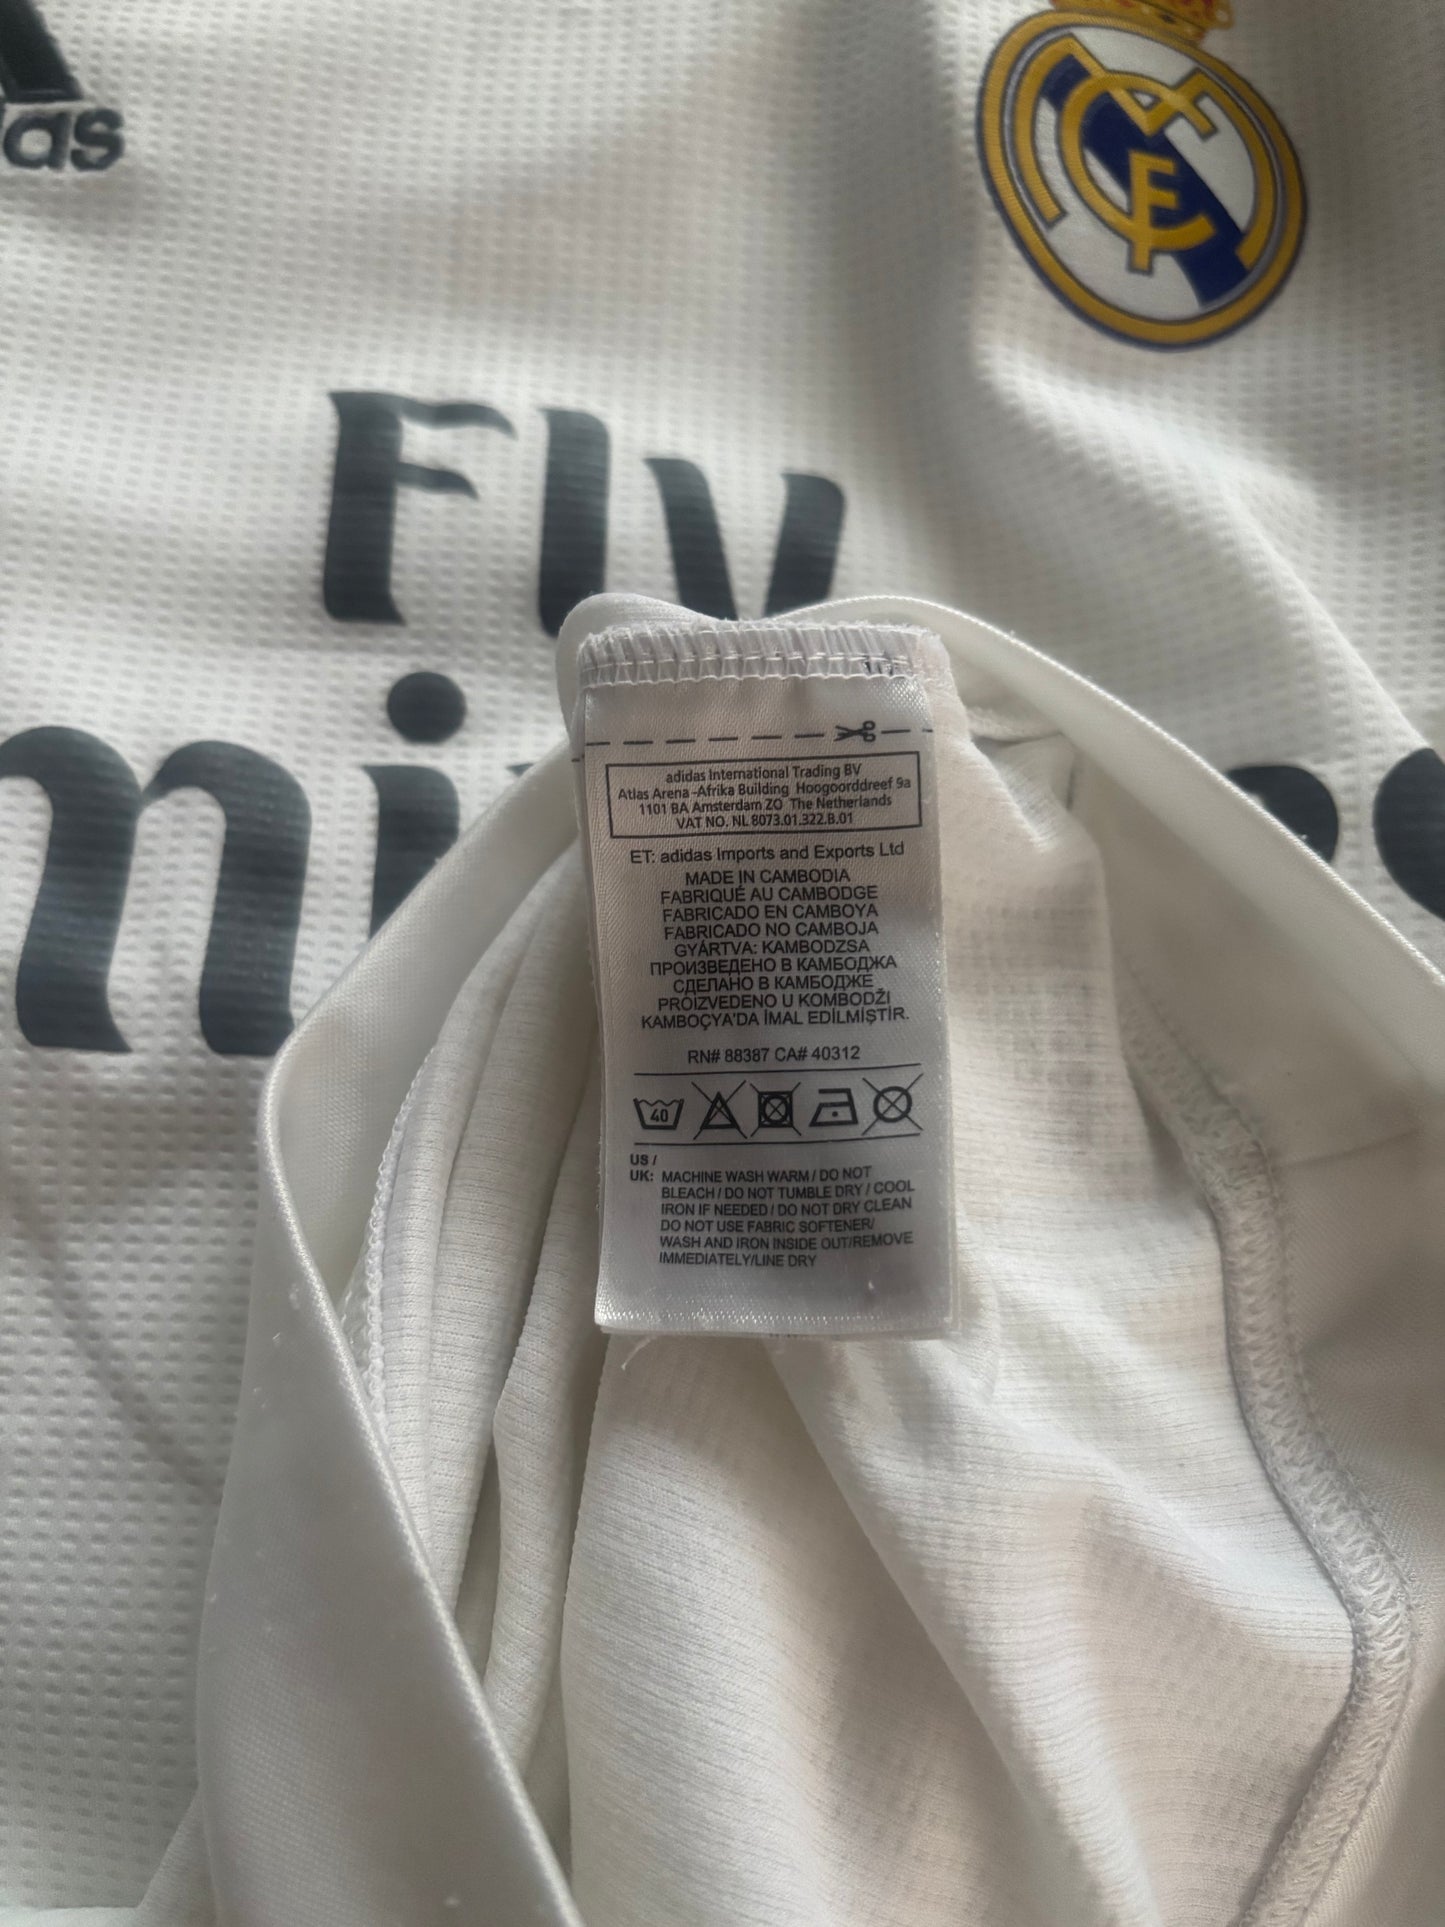 das
Fly
adidas International Trading BV
Atlas Arena -Afrika Building Hoogoorddreef 9a
1101 BA Amsterdam ZO The Netherlands
VAT NO. NL 8073.01.322.B.01
ET: adidas Imports and Exports Ltd
MADE IN CAMBODIA
FABRIQUÉ AU CAMBODGE
FABRICADO EN CAMBOYA
FABRICADO NO CAMBOJA
GYÁRTVA: KAMBODZSA
ПРОИЗВЕДЕНО В КАМБОДЖА
СДЕЛАНО В КАМБОДЖЕ
PROIZVEDENO U KOMBODŽI
KAMBOÇYA'DA İMAL EDİLMİŞTİR.
RN# 88387 CA# 40312
40
US /
UK: MACHINE WASH WARM / DO NOT
BLEACH / DO NOT TUMBLE DRY / COOL
IRON IF NEEDED / DO NOT DRY CLEAN
DO NOT USE FABRIC SOFTENER/
WASH AND IRON INSIDE OUT/REMOVE
IMMEDIATELY/LINE DRY